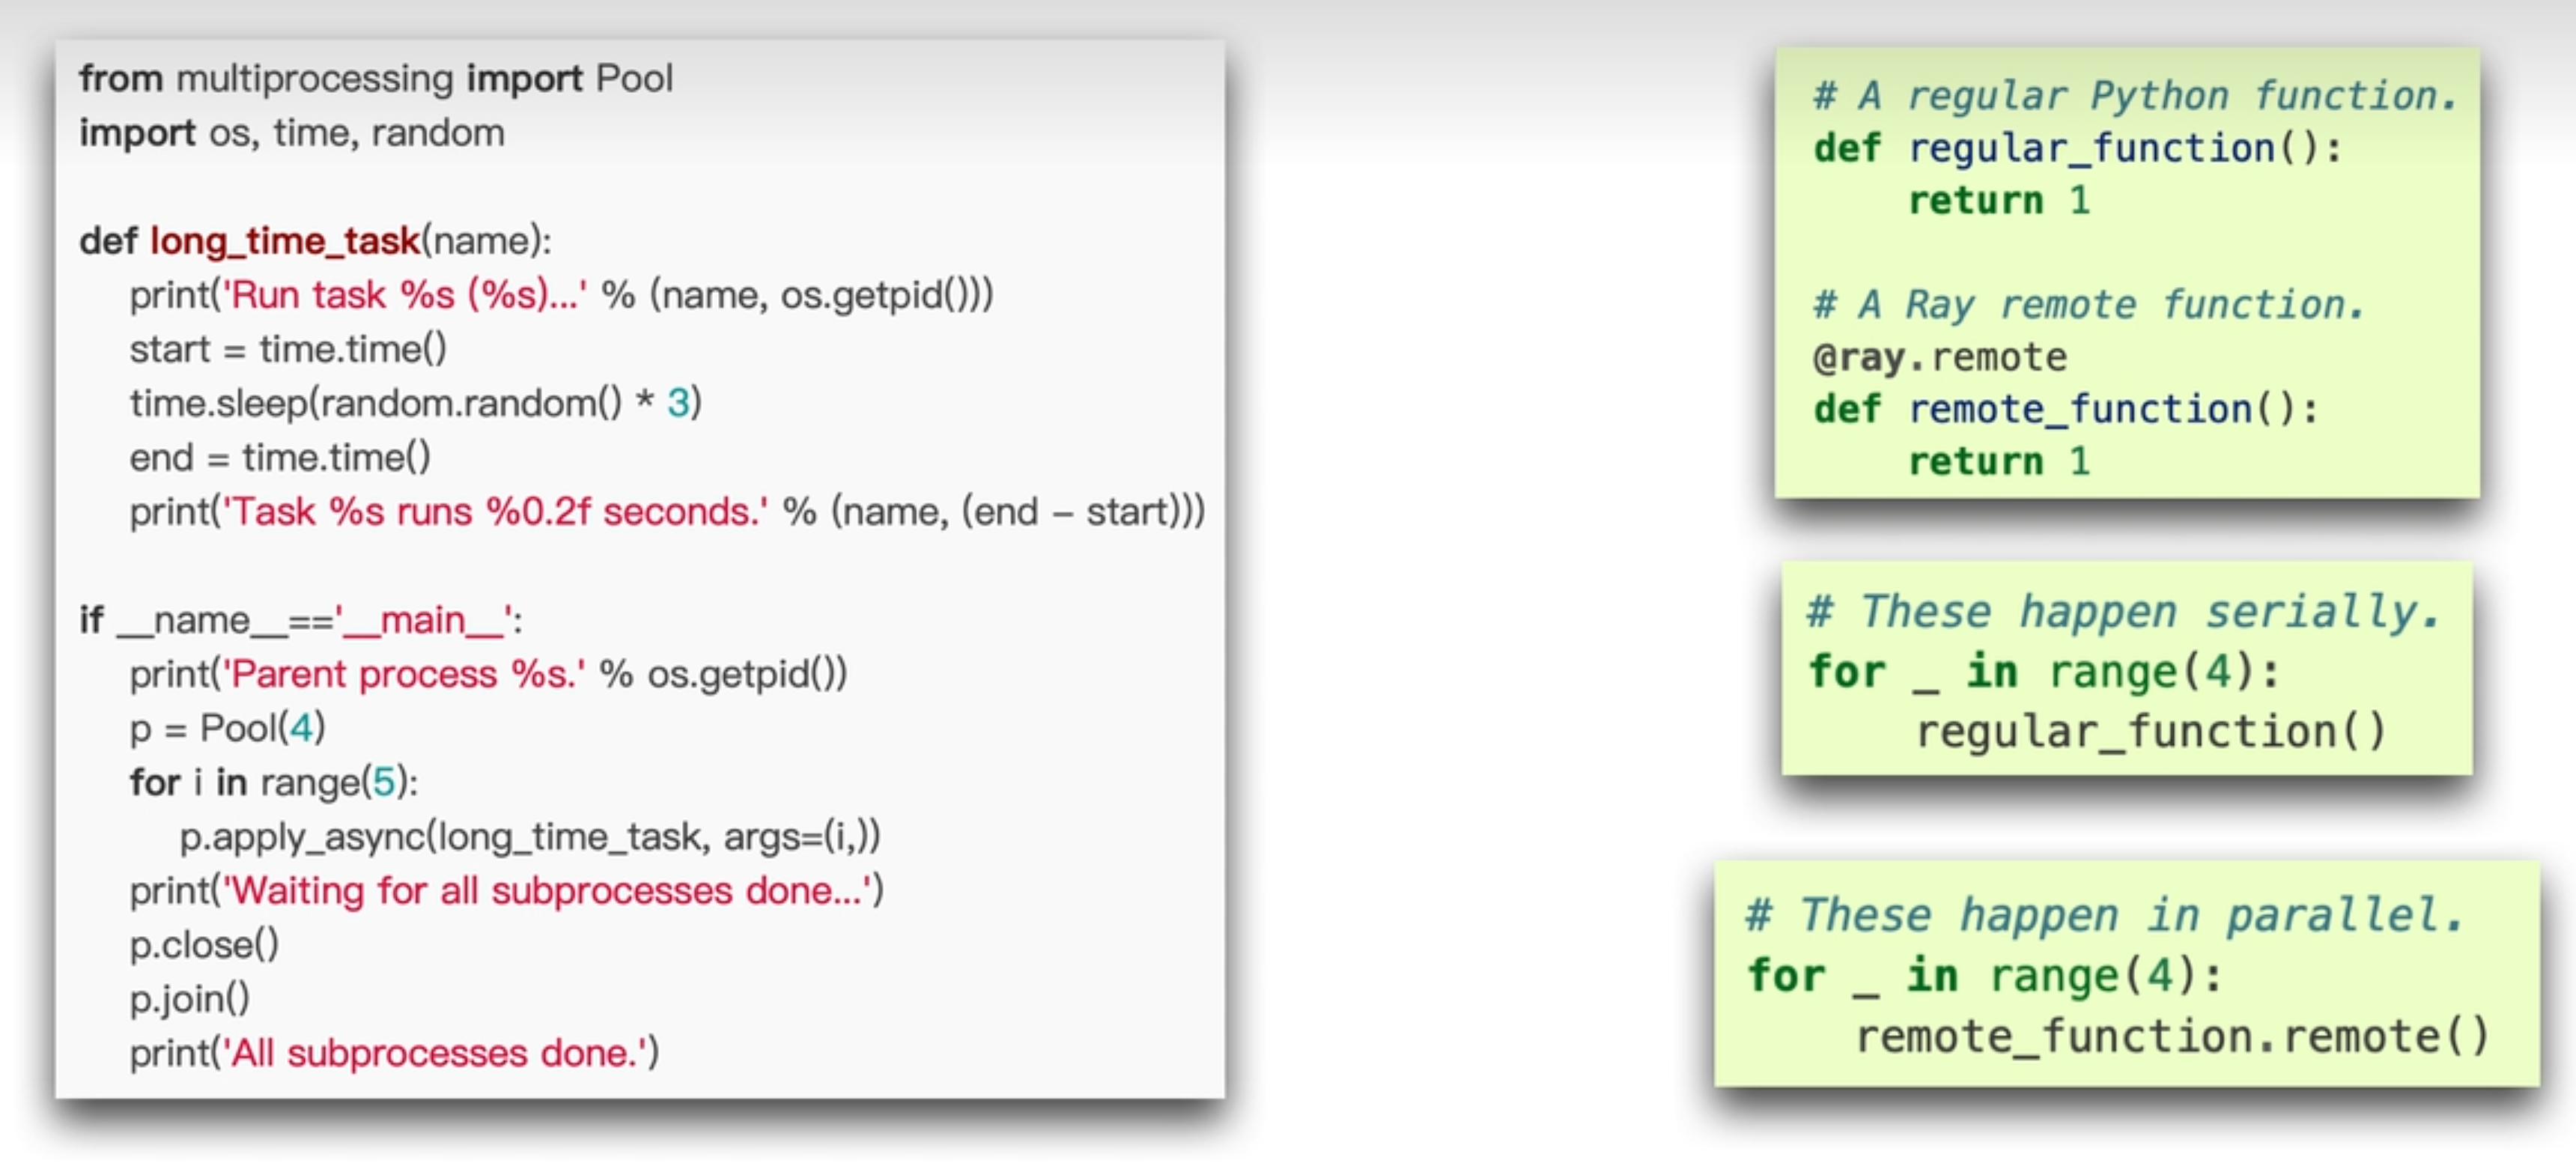 from multiprocessing import Pool
import os, time, random

def long_time_task(name):
    print('Run task %s (%s)...' % (name, os.getpid()))
    start = time.time()
    time.sleep(random.random() * 3)
    end = time.time()
    print('Task %s runs %0.2f seconds.' % (name, (end – start)))

if __name__=='__main__':
    print('Parent process %s.' % os.getpid())
    p = Pool(4)
    for i in range(5):
        p.apply_async(long_time_task, args=(i,))
    print('Waiting for all subprocesses done...')
    p.close()
    p.join()
    print('All subprocesses done.')

# A regular Python function.
def regular_function():
    return 1

# A Ray remote function.
@ray.remote
def remote_function():
    return 1

# These happen serially.
for _ in range(4):
    regular_function()

# These happen in parallel.
for _ in range(4):
    remote_function.remote()